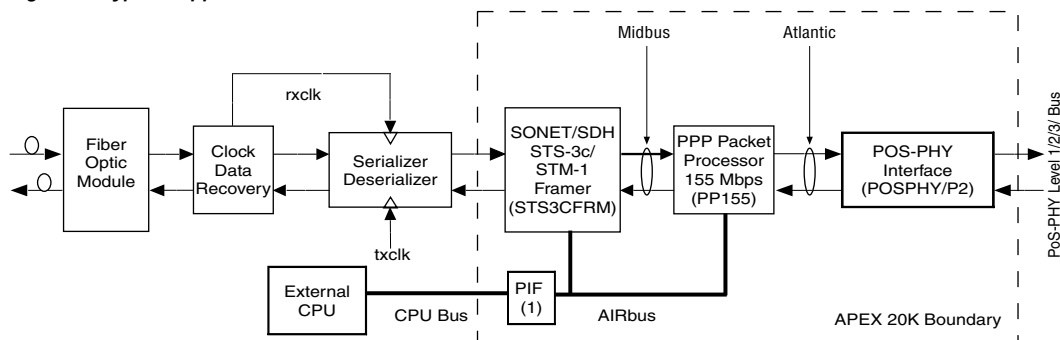 Midbus
Atlantic
rxclk
Fiber
Optic
Module
Clock
Data
Recovery
Serializer
Deserializer
SONET/SDH
STS-3c/
STM-1
Framer
(STS3CFRM)
PPP Packet
Processor
155 Mbps
(PP155)
POS-PHY
Interface
(POSPHY/P2)
PoS-PHY Level 1/2/3/ Bus
txclk
External
CPU
CPU Bus
PIF
(1)
AIRbus
APEX 20K Boundary